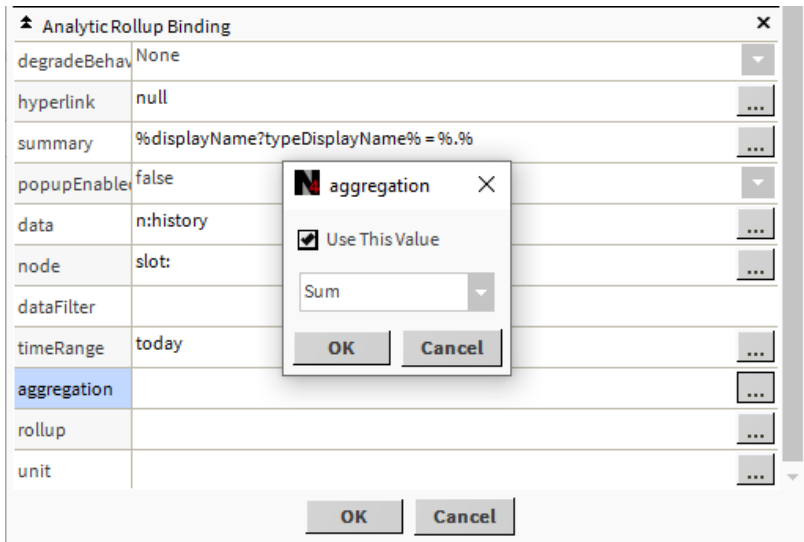 Analytic Rollup Binding
degradeBehav None
hyperlink null
summary %displayName?typeDisplayName% = %.%
popupEnable false
data n:history
node slot:
dataFilter
timeRange today
aggregation
rollup
unit
OK Cancel
N4 aggregation
Use This Value
Sum
OK Cancel